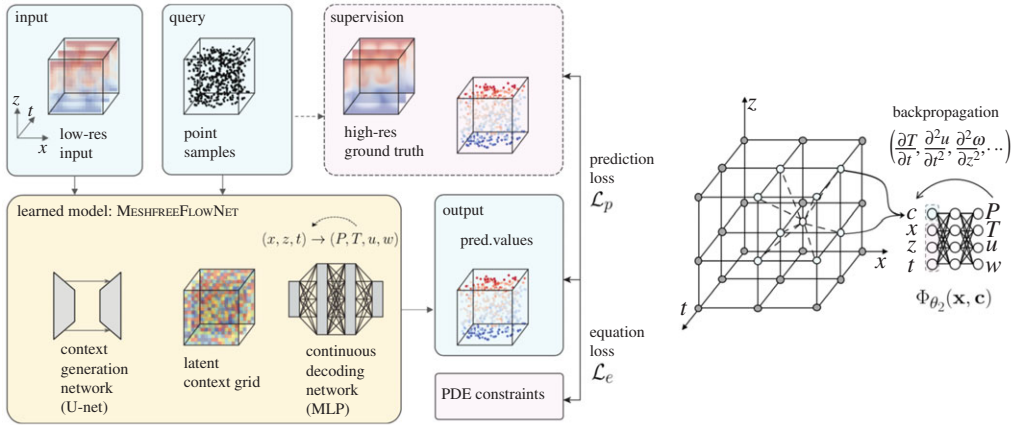 input
z
t
x
low-res
input
query
point
samples
supervision
high-res
ground truth
prediction
loss
ℒp
learned model: MESHFREEFLOWNET
(x, z, t) → (P, T, u, w)
context
generation
network
(U-net)
latent
context grid
continuous
decoding
network
(MLP)
output
pred.values
equation
loss
ℒe
PDE constraints
z
x
t
backpropagation
(∂T/∂t, ∂²u/∂t², ∂²ω/∂z², ...)
c P
x T
z u
t w
Φθ₂(x, c)